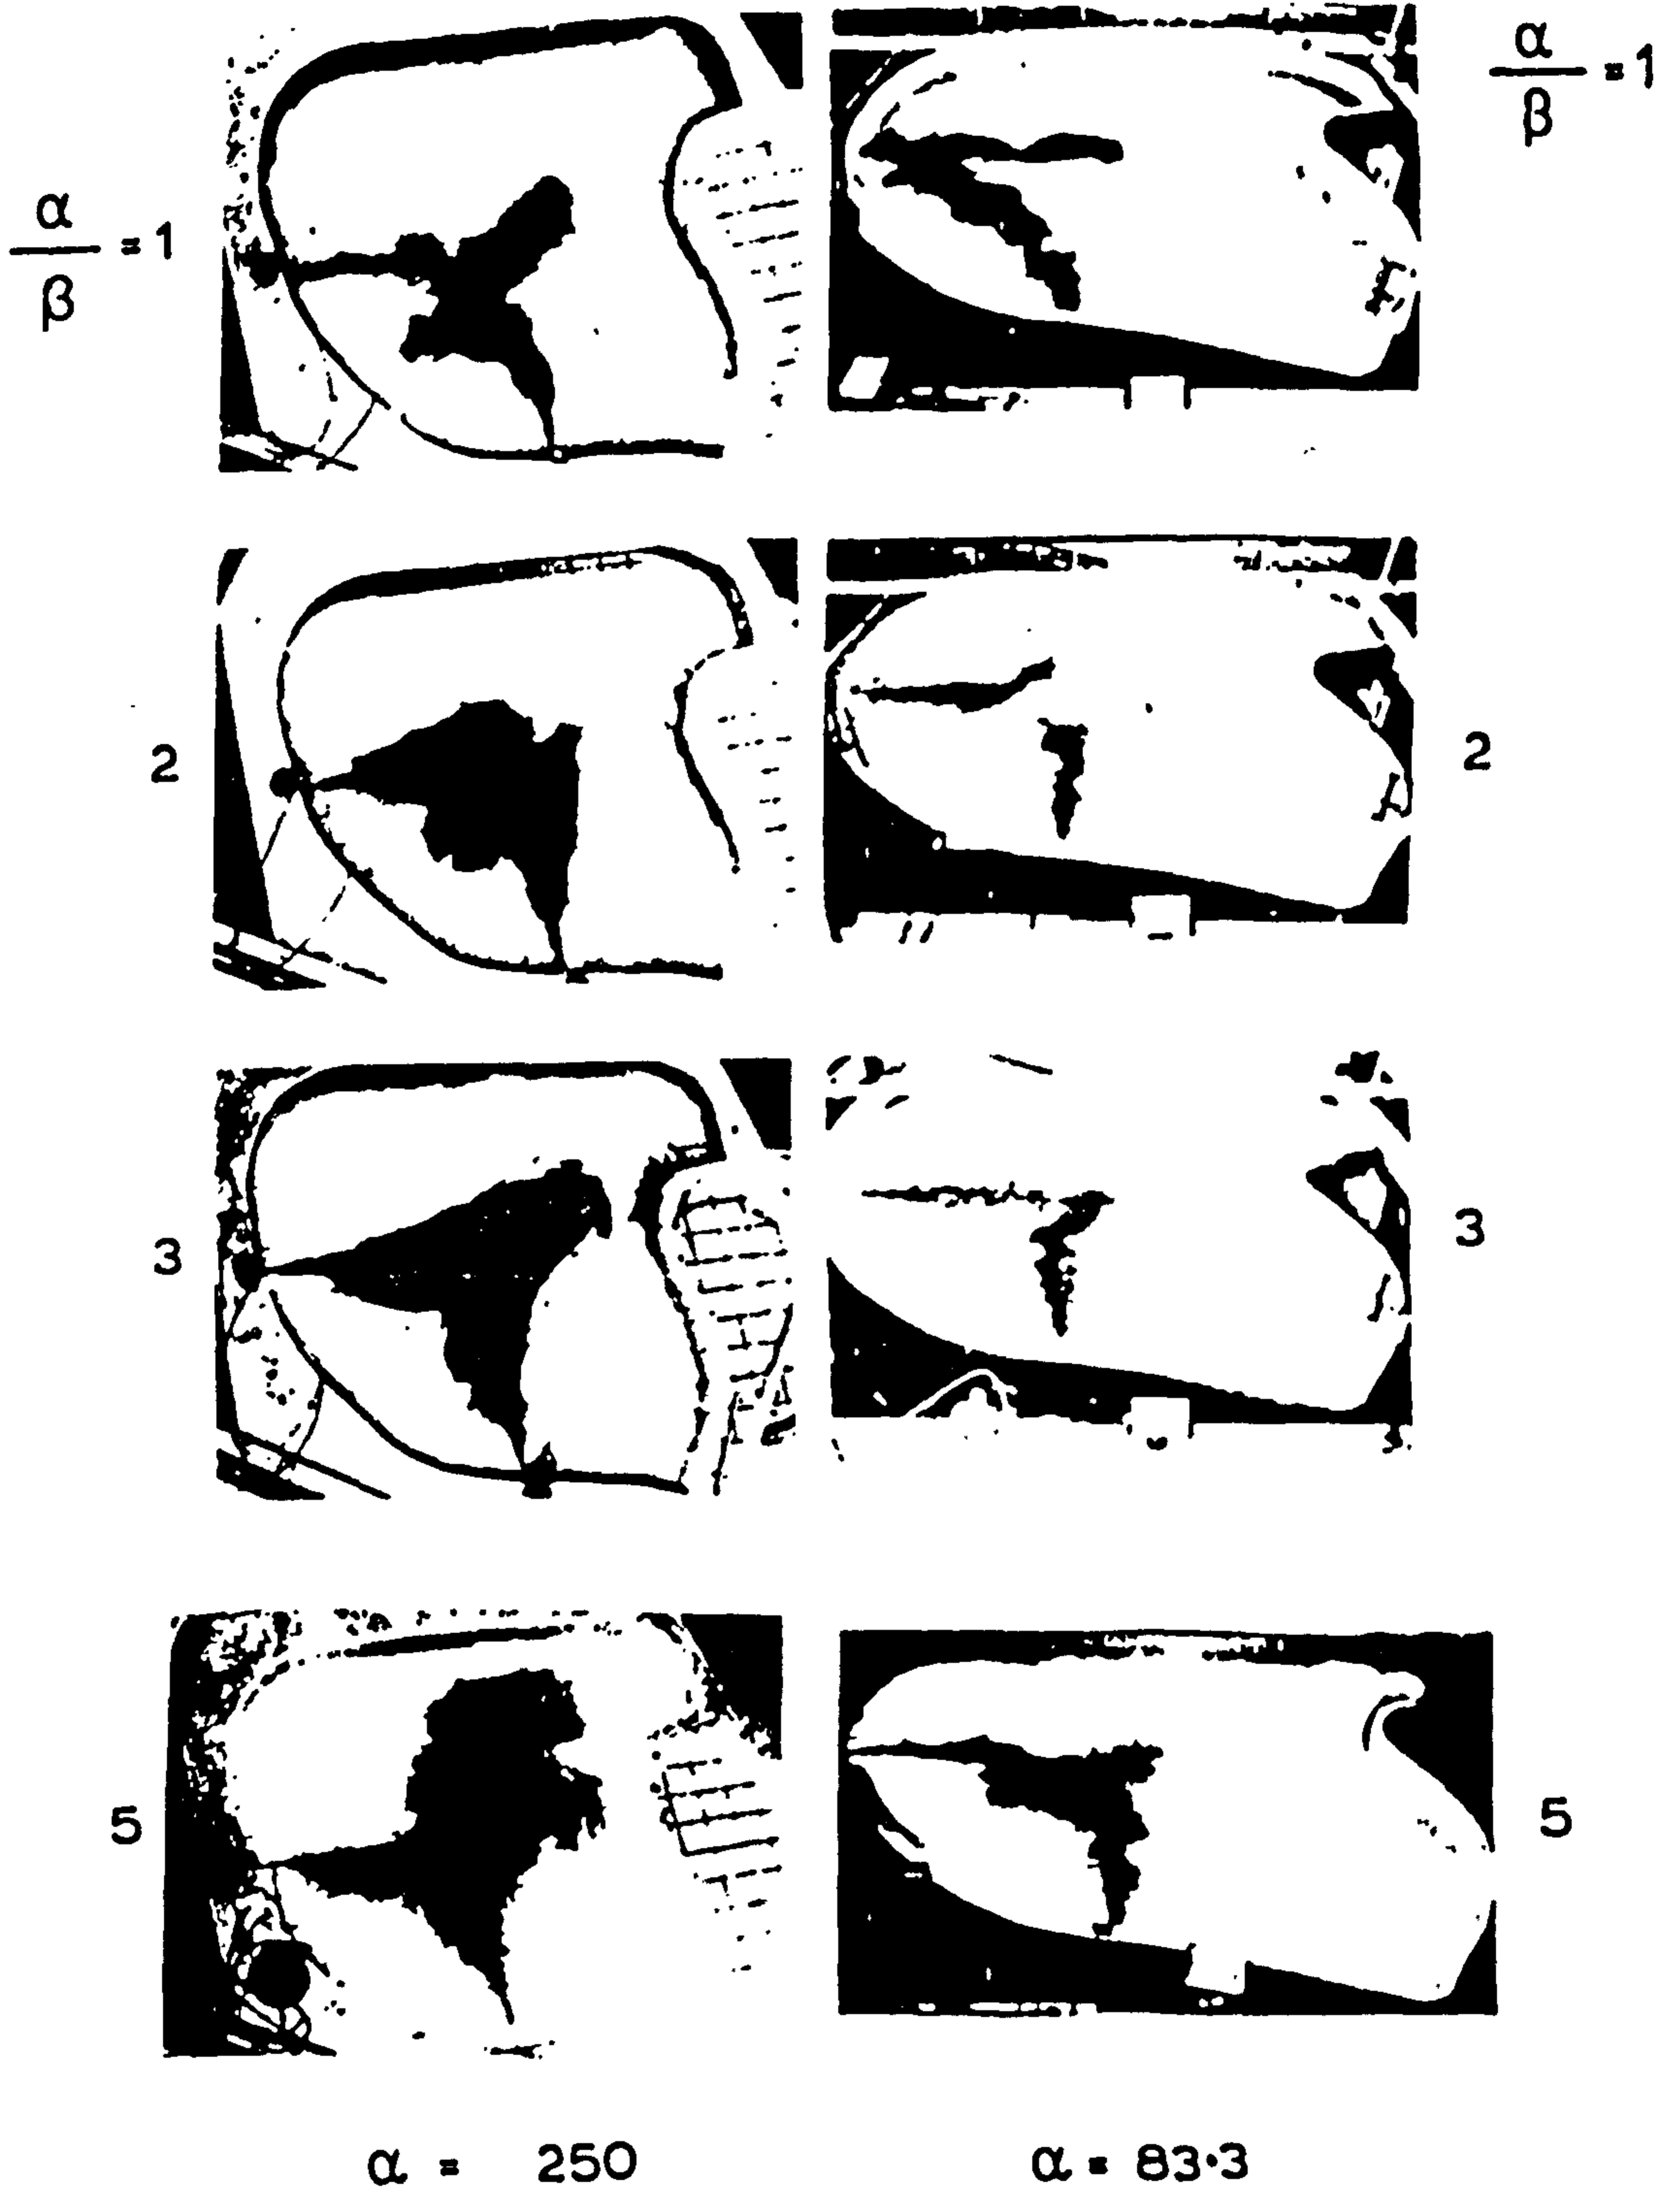 α/β = 1
α/β = 1
2 2
3 3
5 5
α = 250 α = 83·3